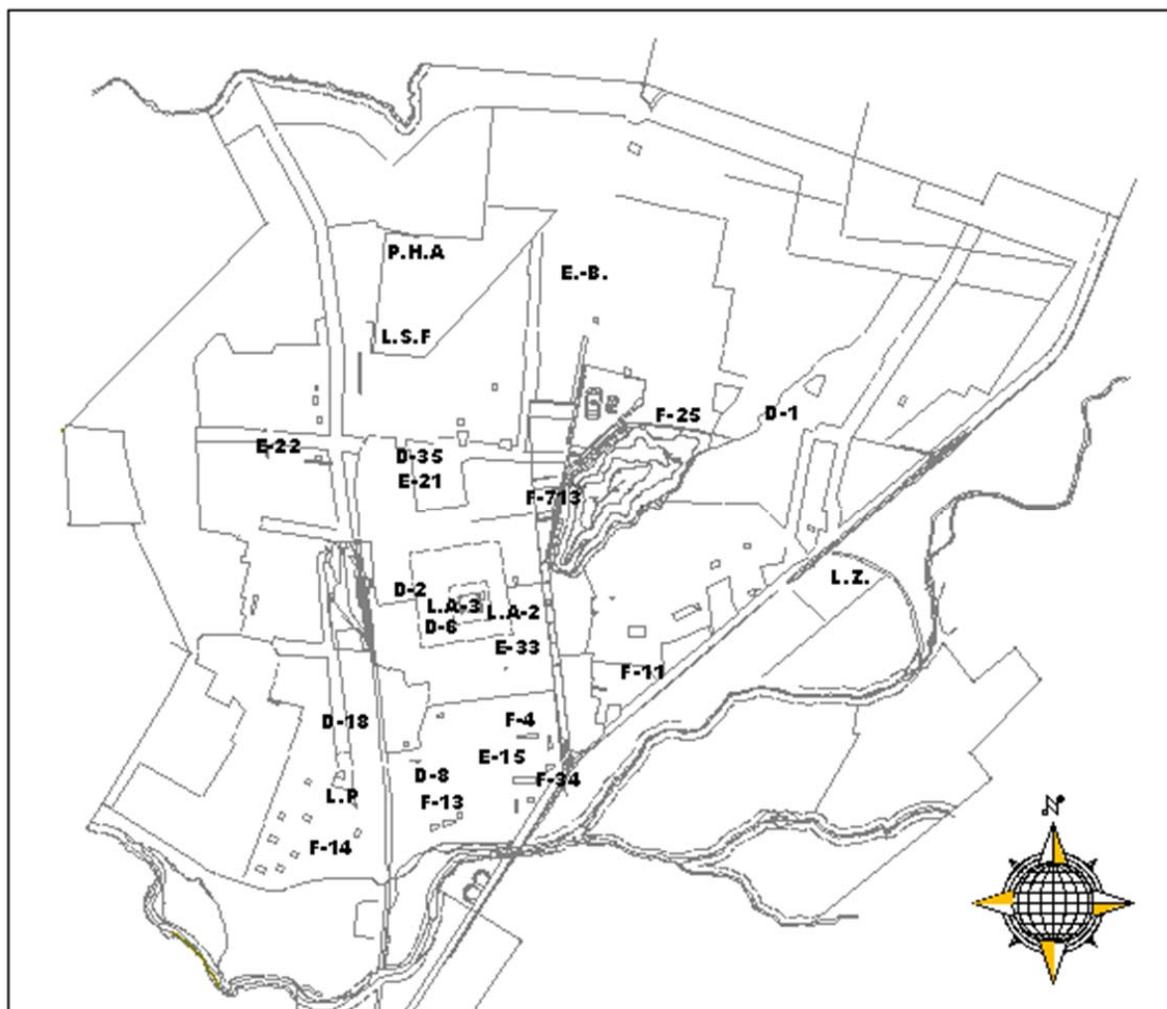 P.H.A
E.-B.
L.S.F
F-25
D-1
E-22
D-35
E-21
F-713
L.Z.
D-2
L.A-3
L.A-2
D-6
E-33
F-11
D-18
F-4
E-15
D-8
F-34
L.P
F-13
F-14
N